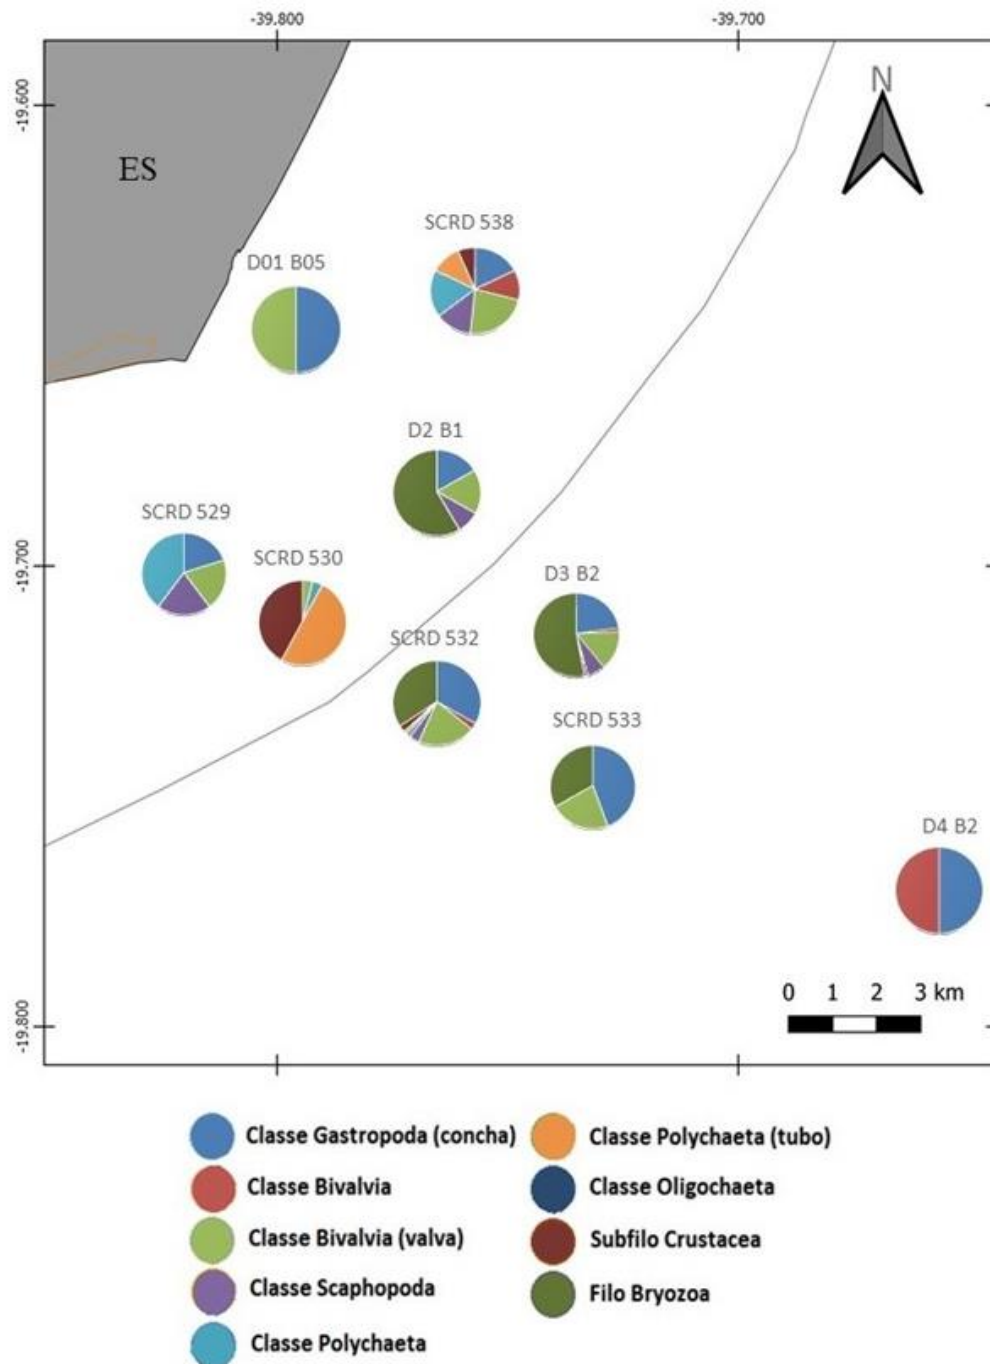 -39.800 -39.700
N
-19.600
ES
SCRD 538
D01 B05
D2 B1
SCRD 529
SCRD 530
-19.700
D3 B2
SCRD 532
SCRD 533
D4 B2
0 1 2 3 km
-19.800
Classe Gastropoda (concha)
Classe Bivalvia
Classe Bivalvia (valva)
Classe Scaphopoda
Classe Polychaeta
Classe Polychaeta (tubo)
Classe Oligochaeta
Subfilo Crustacea
Filo Bryozoa